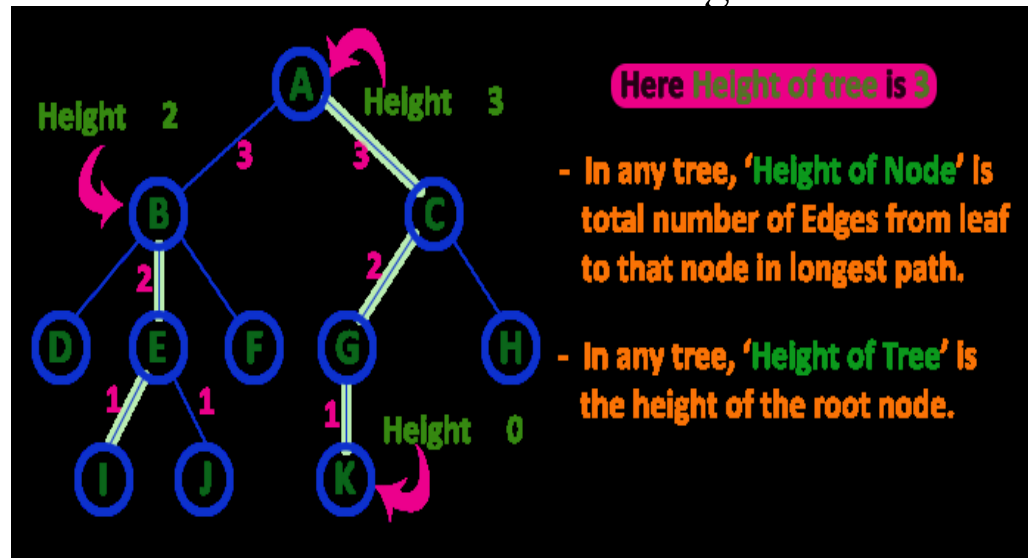 A
Height 3
Height 2
3
3
B
C
2
2
D
E
F
G
H
1
1
1
Height 0
I
J
K
Here Height of tree is 3
- In any tree, ‘Height of Node’ is
total number of Edges from leaf
to that node in longest path.
- In any tree, ‘Height of Tree’ is
the height of the root node.